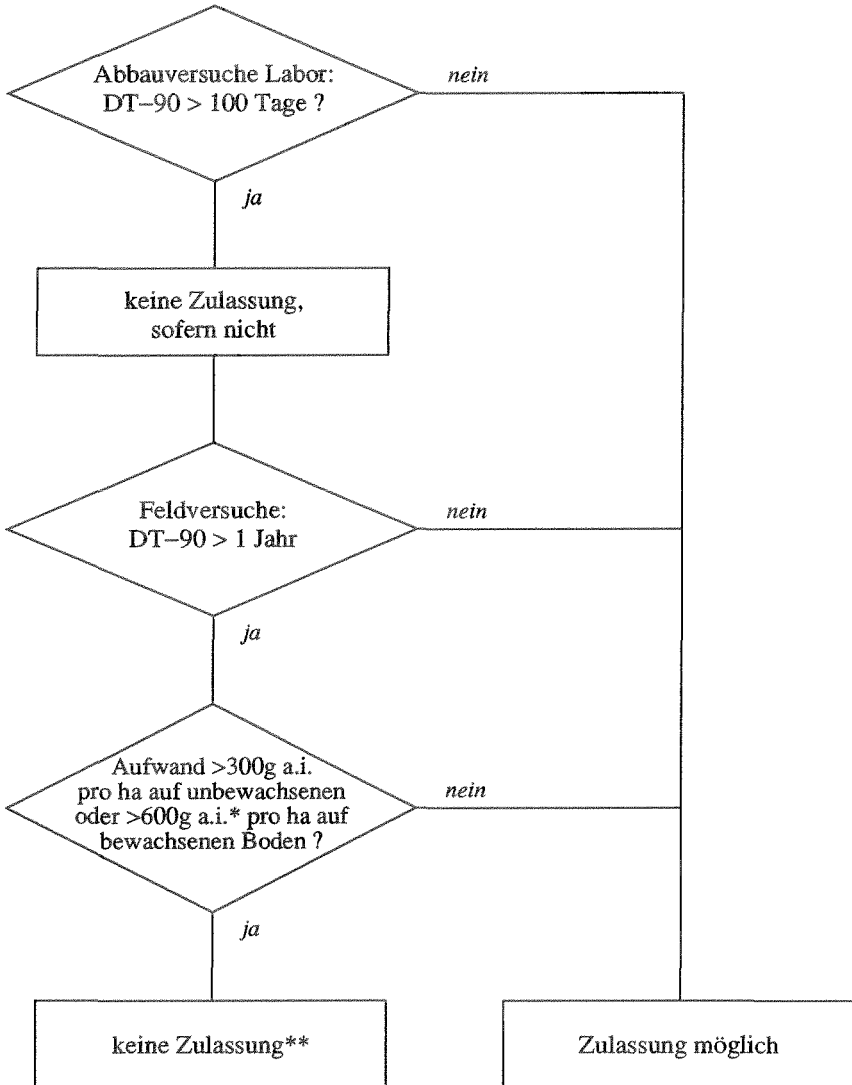 Abbauversuche Labor:
DT–90 > 100 Tage ?
nein
ja
keine Zulassung,
sofern nicht
Feldversuche:
DT–90 > 1 Jahr
nein
ja
Aufwand >300g a.i.
pro ha auf unbewachsenen
oder >600g a.i.* pro ha auf
bewachsenen Boden ?
nein
ja
keine Zulassung**
Zulassung möglich